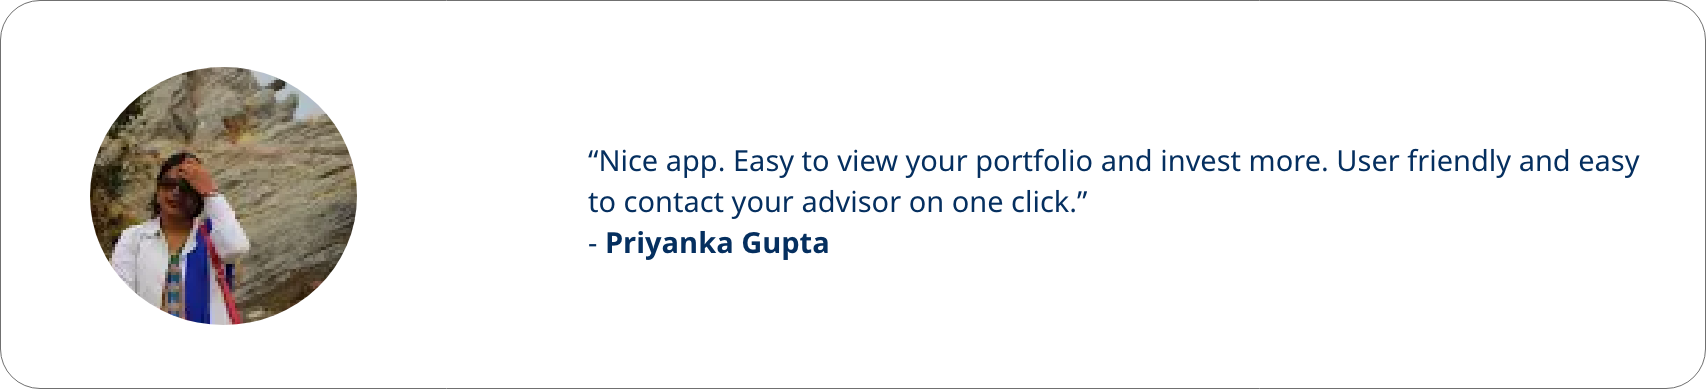 “Nice app. Easy to view your portfolio and invest more. User friendly and easy
to contact your advisor on one click.”
- Priyanka Gupta